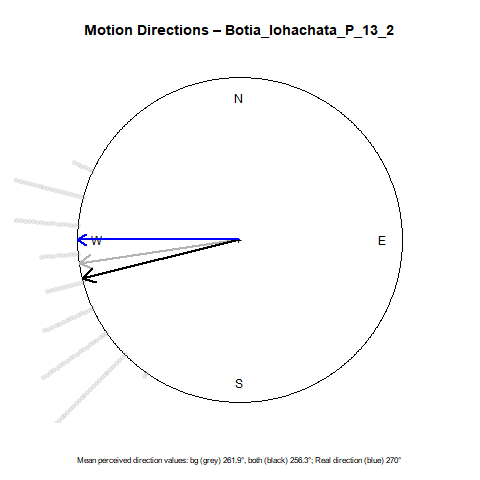 Motion Directions – Botia_lohachata_P_13_2
N
W
E
S
Mean perceived direction values: bg (grey) 261.9°, both (black) 256.3°; Real direction (blue) 270°